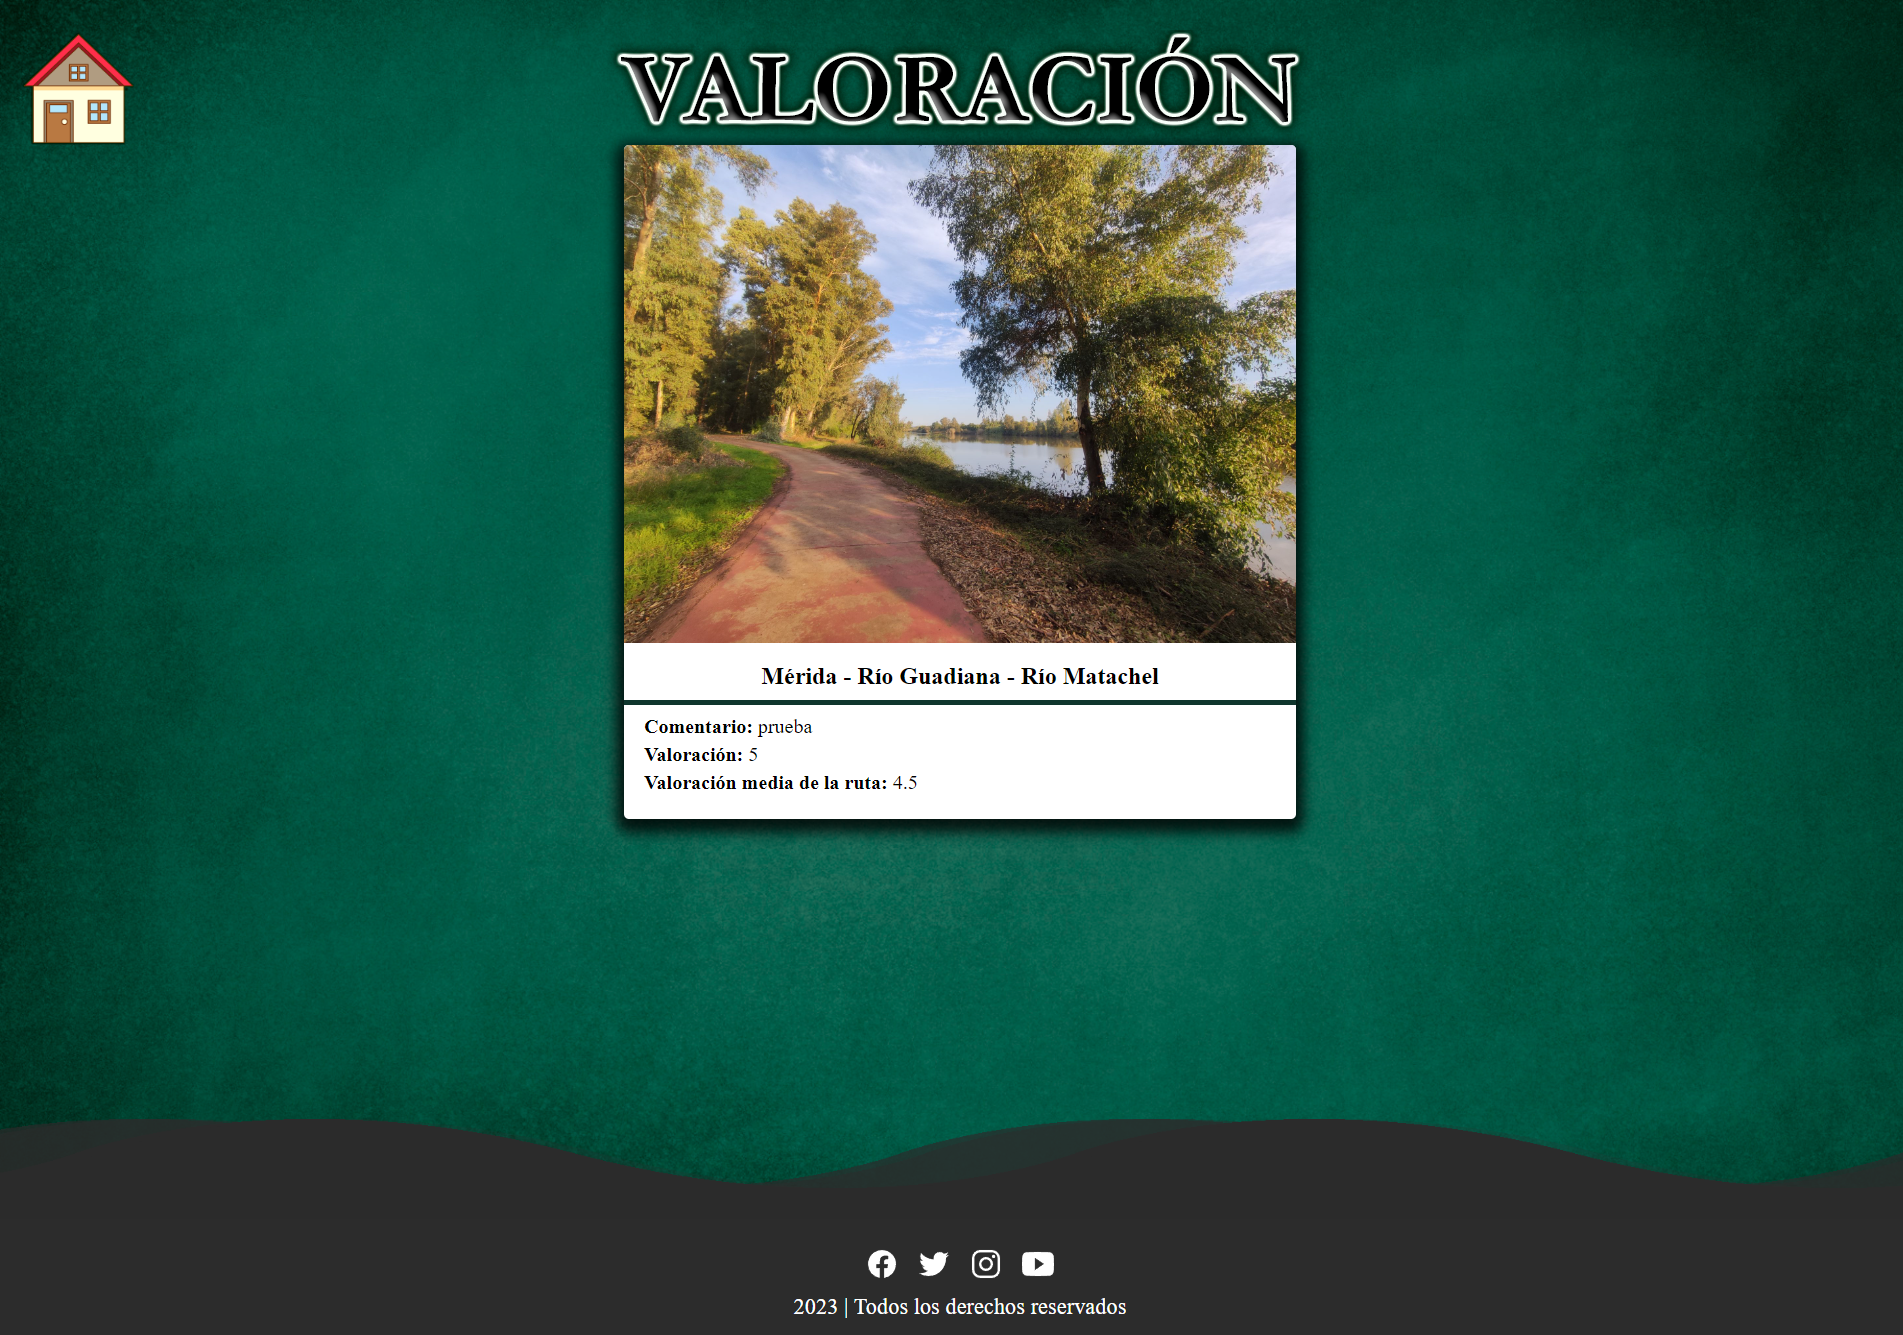 VALORACIÓN
Mérida - Río Guadiana - Río Matachel
Comentario: prueba
Valoración: 5
Valoración media de la ruta: 4.5
2023 | Todos los derechos reservados